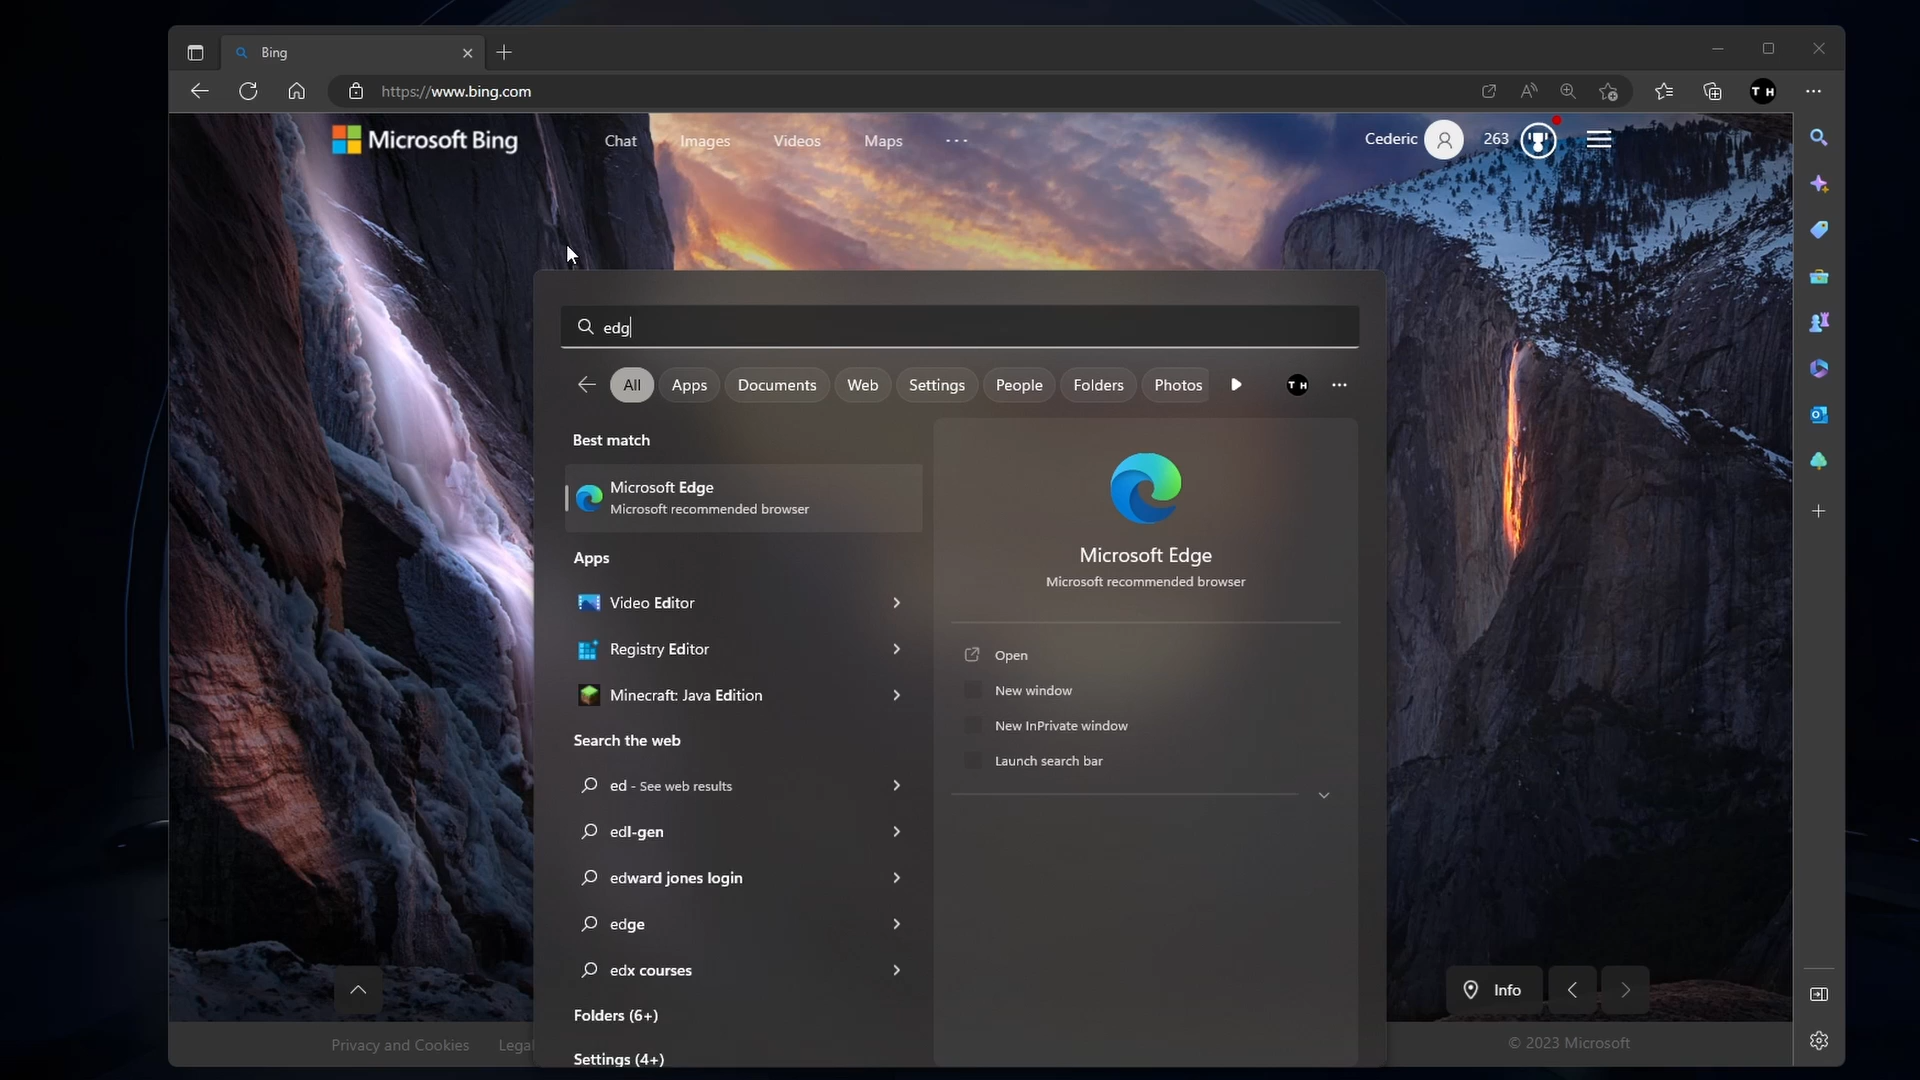 Bing
https://www.bing.com
TH
Microsoft Bing
Chat
Images
Videos
Maps
Cederic
263
edg
All
Apps
Documents
Web
Settings
People
Folders
Photos
TH
Best match
Microsoft Edge
Microsoft recommended browser
Apps
Video Editor
Registry Editor
Minecraft: Java Edition
Search the web
ed - See web results
edl-gen
edward jones login
edge
edx courses
Folders (6+)
Settings (4+)
Microsoft Edge
Microsoft recommended browser
Open
New window
New InPrivate window
Launch search bar
Info
Privacy and Cookies
Legal
© 2023 Microsoft